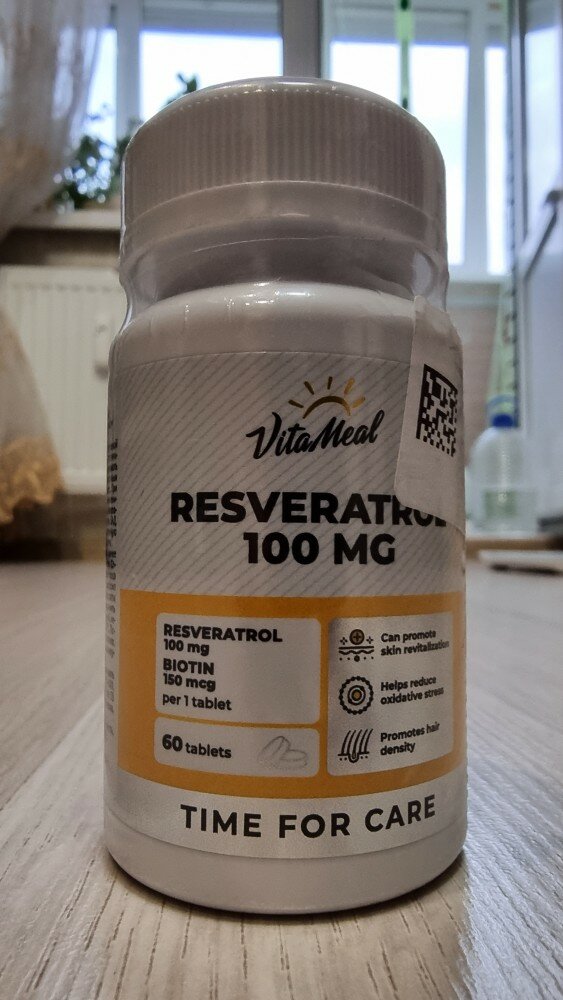 VitaMeal
RESVERATROL
100 MG
RESVERATROL
100 mg
BIOTIN
150 mcg
per 1 tablet
60 tablets
Can promote
skin revitalization
Helps reduce
oxidative stress
Promotes hair
density
TIME FOR CARE